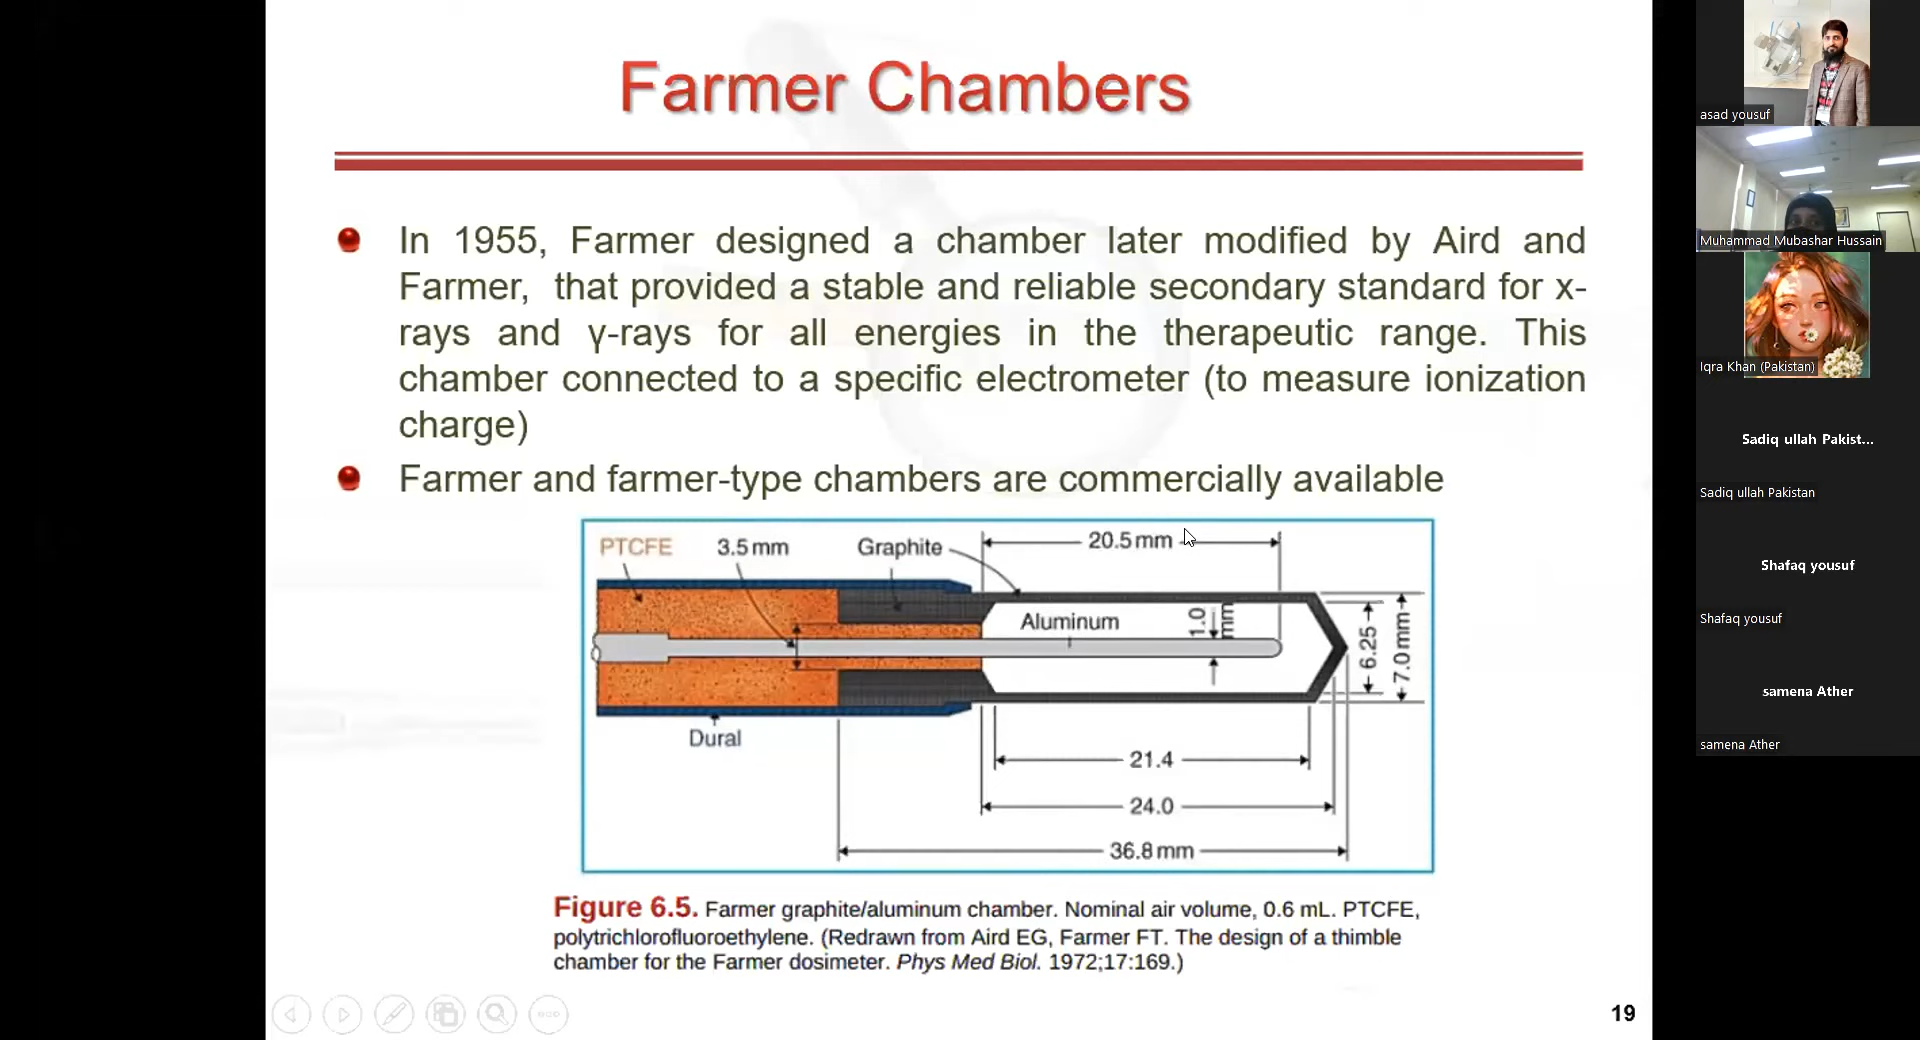 Farmer Chambers
In 1955, Farmer designed a chamber later modified by Aird and
Farmer, that provided a stable and reliable secondary standard for x-
rays and γ-rays for all energies in the therapeutic range. This
chamber connected to a specific electrometer (to measure ionization
charge)
Farmer and farmer-type chambers are commercially available
PTCFE
3.5 mm
Graphite
20.5 mm
Aluminum
1.0 mm
6.25
7.0 mm
Dural
21.4
24.0
36.8 mm
Figure 6.5. Farmer graphite/aluminum chamber. Nominal air volume, 0.6 mL. PTCFE,
polytrichlorofluoroethylene. (Redrawn from Aird EG, Farmer FT. The design of a thimble
chamber for the Farmer dosimeter. Phys Med Biol. 1972;17:169.)
19
asad yousuf
Muhammad Mubashar Hussain
Iqra Khan (Pakistan)
Sadiq ullah Pakist...
Sadiq ullah Pakistan
Shafaq yousuf
Shafaq yousuf
samena Ather
samena Ather